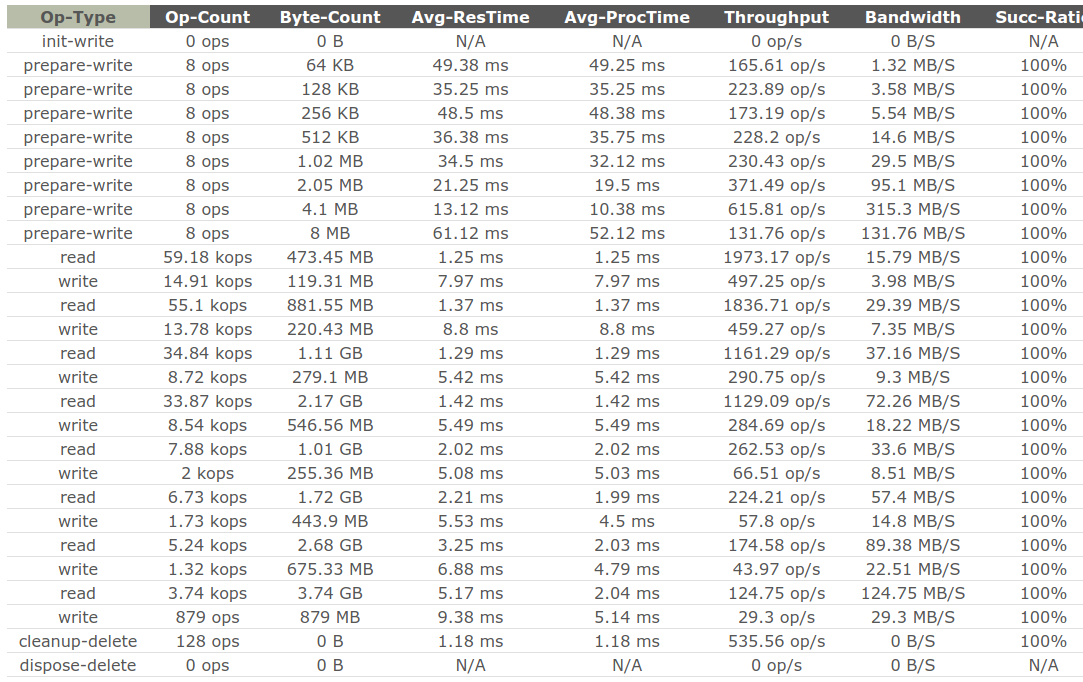 Op-Type Op-Count Byte-Count Avg-ResTime Avg-ProcTime Throughput Bandwidth Succ-Ratio
init-write 0 ops 0 B N/A N/A 0 op/s 0 B/S N/A
prepare-write 8 ops 64 KB 49.38 ms 49.25 ms 165.61 op/s 1.32 MB/S 100%
prepare-write 8 ops 128 KB 35.25 ms 35.25 ms 223.89 op/s 3.58 MB/S 100%
prepare-write 8 ops 256 KB 48.5 ms 48.38 ms 173.19 op/s 5.54 MB/S 100%
prepare-write 8 ops 512 KB 36.38 ms 35.75 ms 228.2 op/s 14.6 MB/S 100%
prepare-write 8 ops 1.02 MB 34.5 ms 32.12 ms 230.43 op/s 29.5 MB/S 100%
prepare-write 8 ops 2.05 MB 21.25 ms 19.5 ms 371.49 op/s 95.1 MB/S 100%
prepare-write 8 ops 4.1 MB 13.12 ms 10.38 ms 615.81 op/s 315.3 MB/S 100%
prepare-write 8 ops 8 MB 61.12 ms 52.12 ms 131.76 op/s 131.76 MB/S 100%
read 59.18 kops 473.45 MB 1.25 ms 1.25 ms 1973.17 op/s 15.79 MB/S 100%
write 14.91 kops 119.31 MB 7.97 ms 7.97 ms 497.25 op/s 3.98 MB/S 100%
read 55.1 kops 881.55 MB 1.37 ms 1.37 ms 1836.71 op/s 29.39 MB/S 100%
write 13.78 kops 220.43 MB 8.8 ms 8.8 ms 459.27 op/s 7.35 MB/S 100%
read 34.84 kops 1.11 GB 1.29 ms 1.29 ms 1161.29 op/s 37.16 MB/S 100%
write 8.72 kops 279.1 MB 5.42 ms 5.42 ms 290.75 op/s 9.3 MB/S 100%
read 33.87 kops 2.17 GB 1.42 ms 1.42 ms 1129.09 op/s 72.26 MB/S 100%
write 8.54 kops 546.56 MB 5.49 ms 5.49 ms 284.69 op/s 18.22 MB/S 100%
read 7.88 kops 1.01 GB 2.02 ms 2.02 ms 262.53 op/s 33.6 MB/S 100%
write 2 kops 255.36 MB 5.08 ms 5.03 ms 66.51 op/s 8.51 MB/S 100%
read 6.73 kops 1.72 GB 2.21 ms 1.99 ms 224.21 op/s 57.4 MB/S 100%
write 1.73 kops 443.9 MB 5.53 ms 4.5 ms 57.8 op/s 14.8 MB/S 100%
read 5.24 kops 2.68 GB 3.25 ms 2.03 ms 174.58 op/s 89.38 MB/S 100%
write 1.32 kops 675.33 MB 6.88 ms 4.79 ms 43.97 op/s 22.51 MB/S 100%
read 3.74 kops 3.74 GB 5.17 ms 2.04 ms 124.75 op/s 124.75 MB/S 100%
write 879 ops 879 MB 9.38 ms 5.14 ms 29.3 op/s 29.3 MB/S 100%
cleanup-delete 128 ops 0 B 1.18 ms 1.18 ms 535.56 op/s 0 B/S 100%
dispose-delete 0 ops 0 B N/A N/A 0 op/s 0 B/S N/A